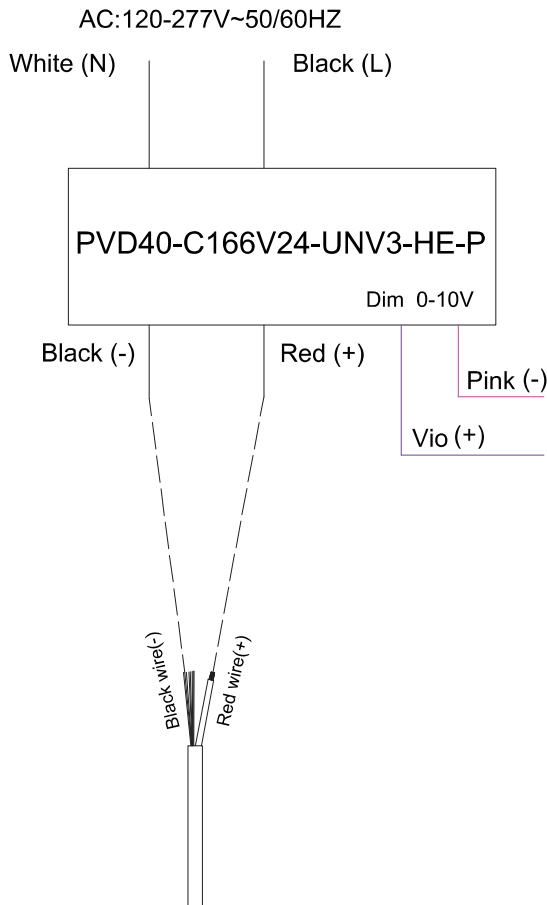 AC:120-277V~50/60HZ
White (N)
Black (L)
PVD40-C166V24-UNV3-HE-P
Dim 0-10V
Black (-)
Red (+)
Pink (-)
Vio (+)
Black wire(-)
Red wire(+)